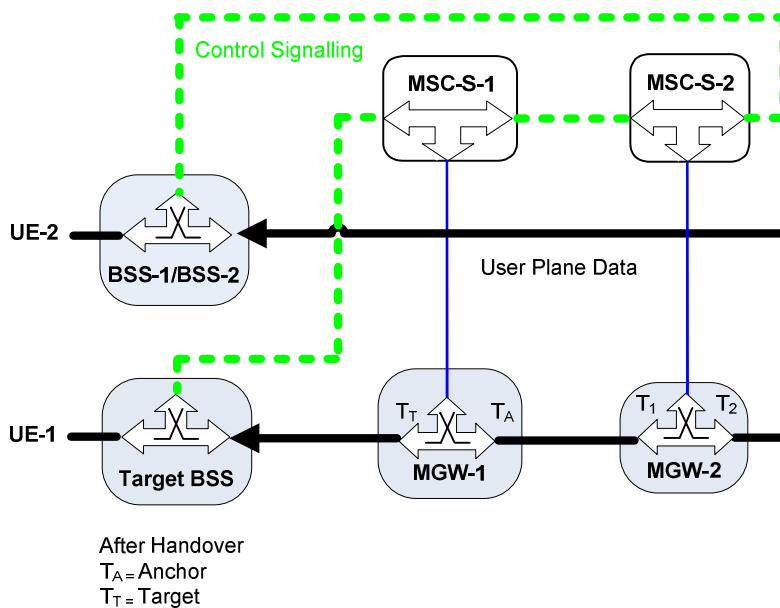 Control Signalling
MSC-S-1
MSC-S-2
UE-2
BSS-1/BSS-2
User Plane Data
UE-1
Target BSS
TT
TA
MGW-1
T1
T2
MGW-2
After Handover
TA = Anchor
TT = Target